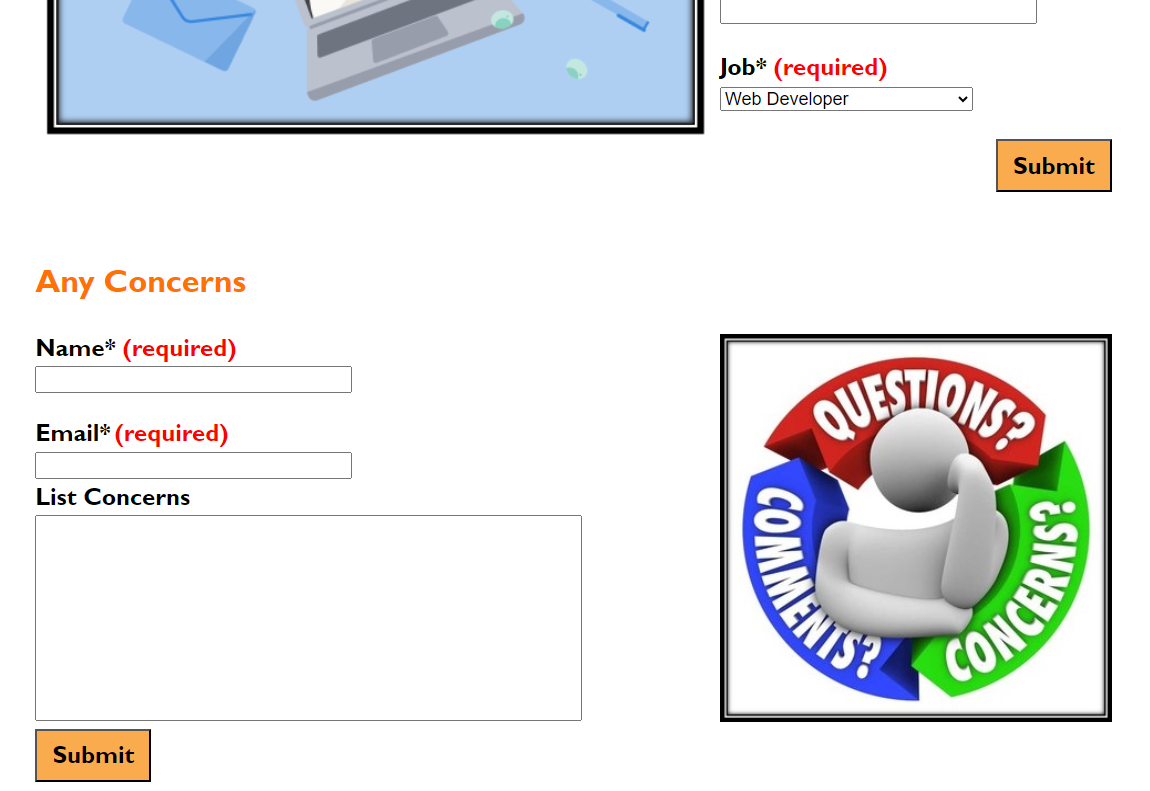 Job* (required)
Web Developer
Submit
Any Concerns
Name* (required)
Email* (required)
List Concerns
Submit
QUESTIONS?
CONCERNS?
COMMENTS?